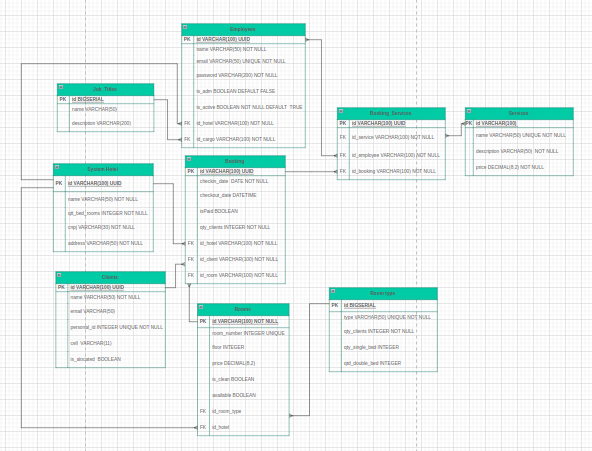 Employees
PK id VARCHAR(100) UUID
name VARCHAR(50) NOT NULL
email VARCHAR(50) UNIQUE NOT NULL
password VARCHAR(200) NOT NULL
is_adm BOOLEAN DEFAULT FALSE
is_active BOOLEAN NOT NULL DEFAULT TRUE
FK id_hotel VARCHAR(100) NOT NULL
FK id_cargo VARCHAR(100) NOT NULL
Job_Titles
PK id BIGSERIAL
name VARCHAR(50)
description VARCHAR(200)
Booking_Services
PK id VARCHAR(100) UUID
FK id_service VARCHAR(100) NOT NULL
FK id_employee VARCHAR(100) NOT NULL
FK id_booking VARCHAR(100) NOT NULL
Services
PK id VARCHAR(100)
name VARCHAR(50) UNIQUE NOT NULL
description VARCHAR(50) NOT NULL
price DECIMAL(8,2) NOT NULL
System Hotel
PK id VARCHAR(100) UUID
name VARCHAR(50) NOT NULL
qtt_bed_rooms INTEGER NOT NULL
cnpj VARCHAR(30) NOT NULL
address VARCHAR(50) NOT NULL
Booking
PK id VARCHAR(100) UUID
checkin_date DATE NOT NULL
checkout_date DATETIME
isPaid BOOLEAN
qty_clients INTEGER NOT NULL
FK id_hotel VARCHAR(100) NOT NULL
FK id_client VARCHAR(100) NOT NULL
FK id_room VARCHAR(100) NOT NULL
Clients
PK id VARCHAR(100) UUID
name VARCHAR(50) NOT NULL
email VARCHAR(50)
personal_id INTEGER UNIQUE NOT NULL
cell VARCHAR(11)
is_alocated BOOLEAN
Rooms
PK id VARCHAR(100) NOT NULL
room_number INTEGER UNIQUE
floor INTEGER
price DECIMAL(8,2)
is_clean BOOLEAN
available BOOLEAN
FK id_room_type
FK id_hotel
Room type
PK id BIGSERIAL
type VARCHAR(50) UNIQUE NOT NULL
qty_clients INTEGER NOT NULL
qty_single_bed INTEGER
qtd_double_bed INTEGER